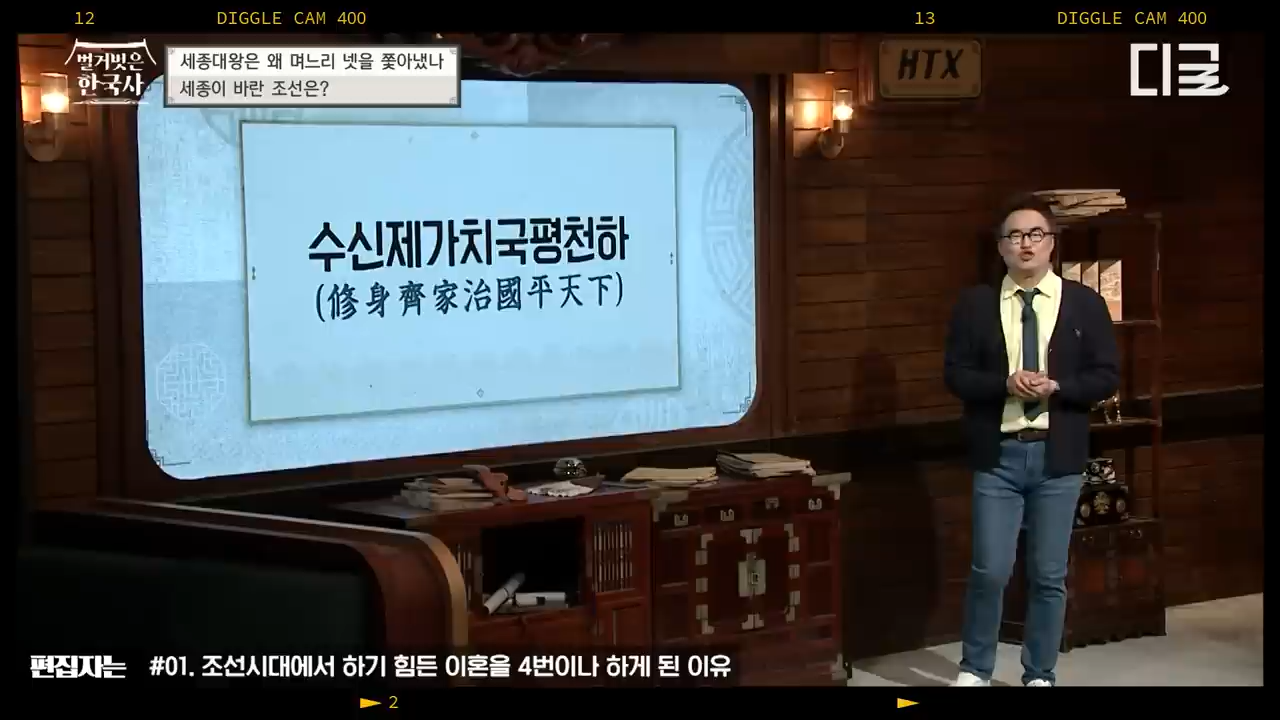 12 DIGGLE CAM 400 13 DIGGLE CAM 400
벌거벗은
한국사
세종대왕은 왜 며느리 넷을 쫓아냈나
세종이 바란 조선은?
HTX
디글
수신제가치국평천하
(修身齊家治國平天下)
편집자는 #01. 조선시대에서 하기 힘든 이혼을 4번이나 하게 된 이유
2